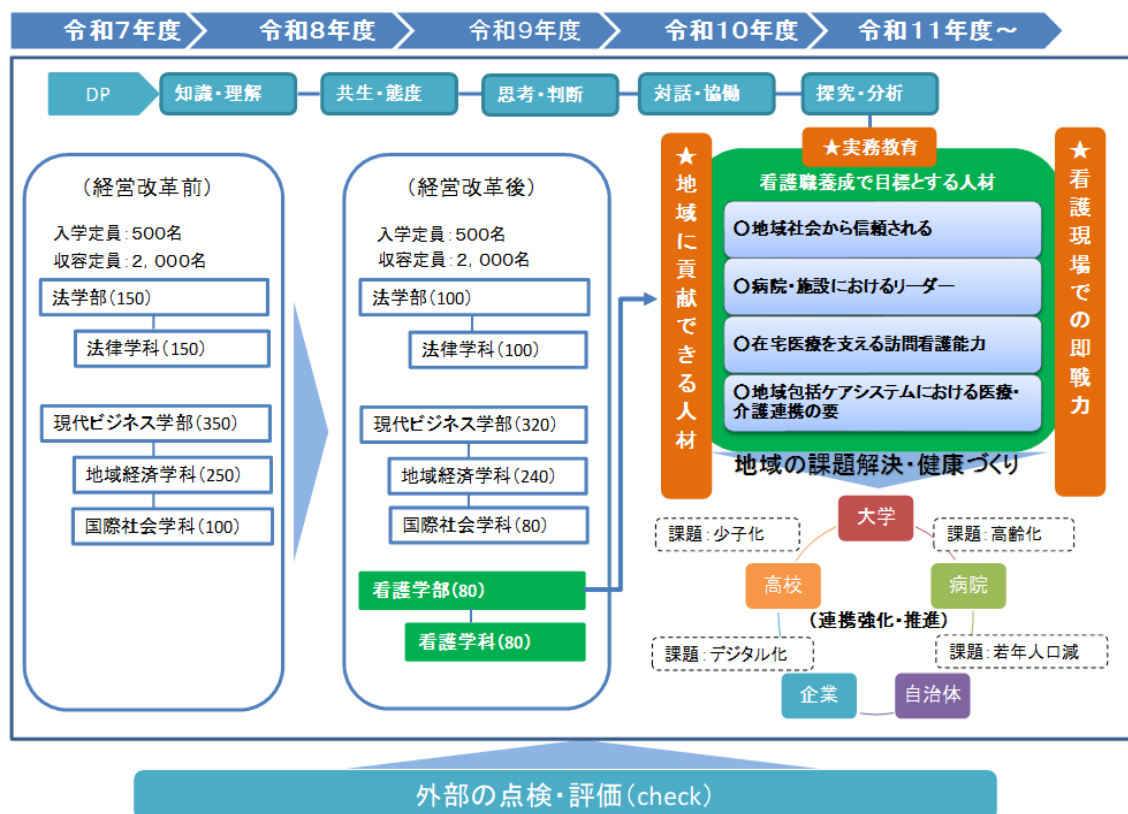 令和7年度
令和8年度
令和9年度
令和10年度
令和11年度～
DP
知識・理解
共生・態度
思考・判断
対話・協働
探究・分析
（経営改革前）
入学定員：500名
収容定員：2，000名
法学部(150)
法律学科(150)
現代ビジネス学部(350)
地域経済学科(250)
国際社会学科(100)
（経営改革後）
入学定員：500名
収容定員：2，000名
法学部(100)
法律学科(100)
現代ビジネス学部(320)
地域経済学科(240)
国際社会学科(80)
看護学部(80)
看護学科(80)
★地域に貢献できる人材
★実務教育
看護職養成で目標とする人材
〇地域社会から信頼される
〇病院・施設におけるリーダー
〇在宅医療を支える訪問看護能力
〇地域包括ケアシステムにおける医療・
介護連携の要
★看護現場での即戦力
地域の課題解決・健康づくり
大学
課題：少子化
課題：高齢化
高校
病院
（連携強化・推進）
課題：デジタル化
課題：若年人口減
企業
自治体
外部の点検・評価(check)